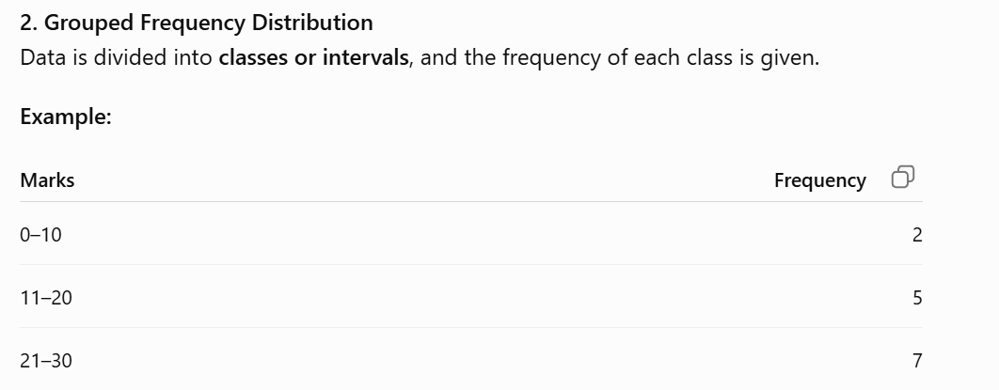 2. Grouped Frequency Distribution
Data is divided into classes or intervals, and the frequency of each class is given.
Example:
Marks Frequency
0–10 2
11–20 5
21–30 7